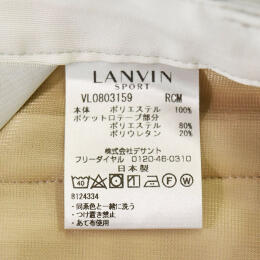 LANVIN
SPORT
VL0803159 RCM
本体 ポリエステル 100%
ポケット口テープ部分
ポリエステル 80%
ポリウレタン 20%
株式会社デサント
フリーダイヤル 0120-46-0310
日本製
40
8124334
・同系色と一緒に洗う
・つけ置き禁止
・あて布使用